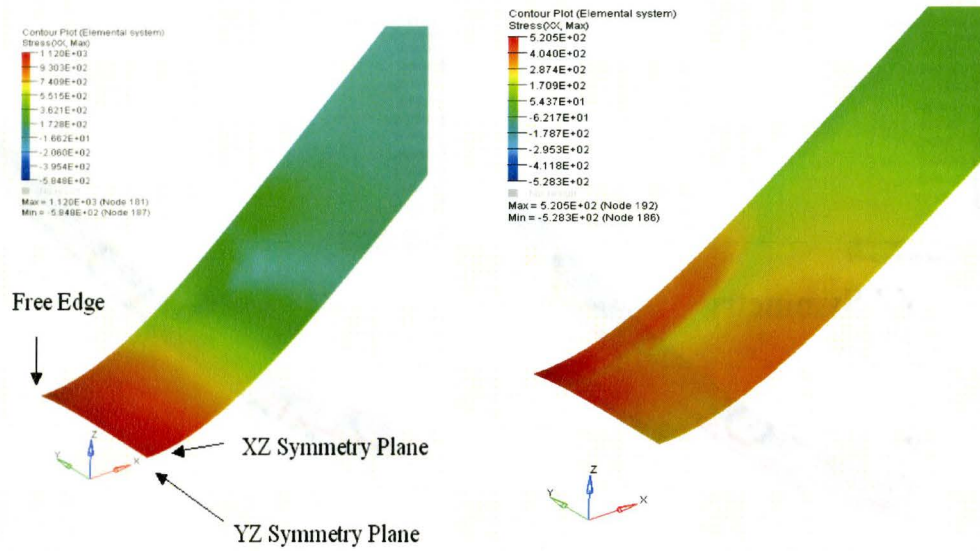 Contour Plot (Elemental system)
Stress(XX, Max)
1.120E+03
9.303E+02
7.409E+02
5.515E+02
3.621E+02
1.728E+02
-1.662E+01
-2.060E+02
-3.954E+02
-5.848E+02
Max = 1.120E+03 (Node 181)
Min = -5.848E+02 (Node 187)
Free Edge
Z
Y
X
XZ Symmetry Plane
YZ Symmetry Plane
Contour Plot (Elemental system)
Stress(XX, Max)
5.205E+02
4.040E+02
2.874E+02
1.709E+02
5.437E+01
-6.217E+01
-1.787E+02
-2.953E+02
-4.118E+02
-5.283E+02
Max = 5.205E+02 (Node 192)
Min = -5.283E+02 (Node 186)
Z
Y
X